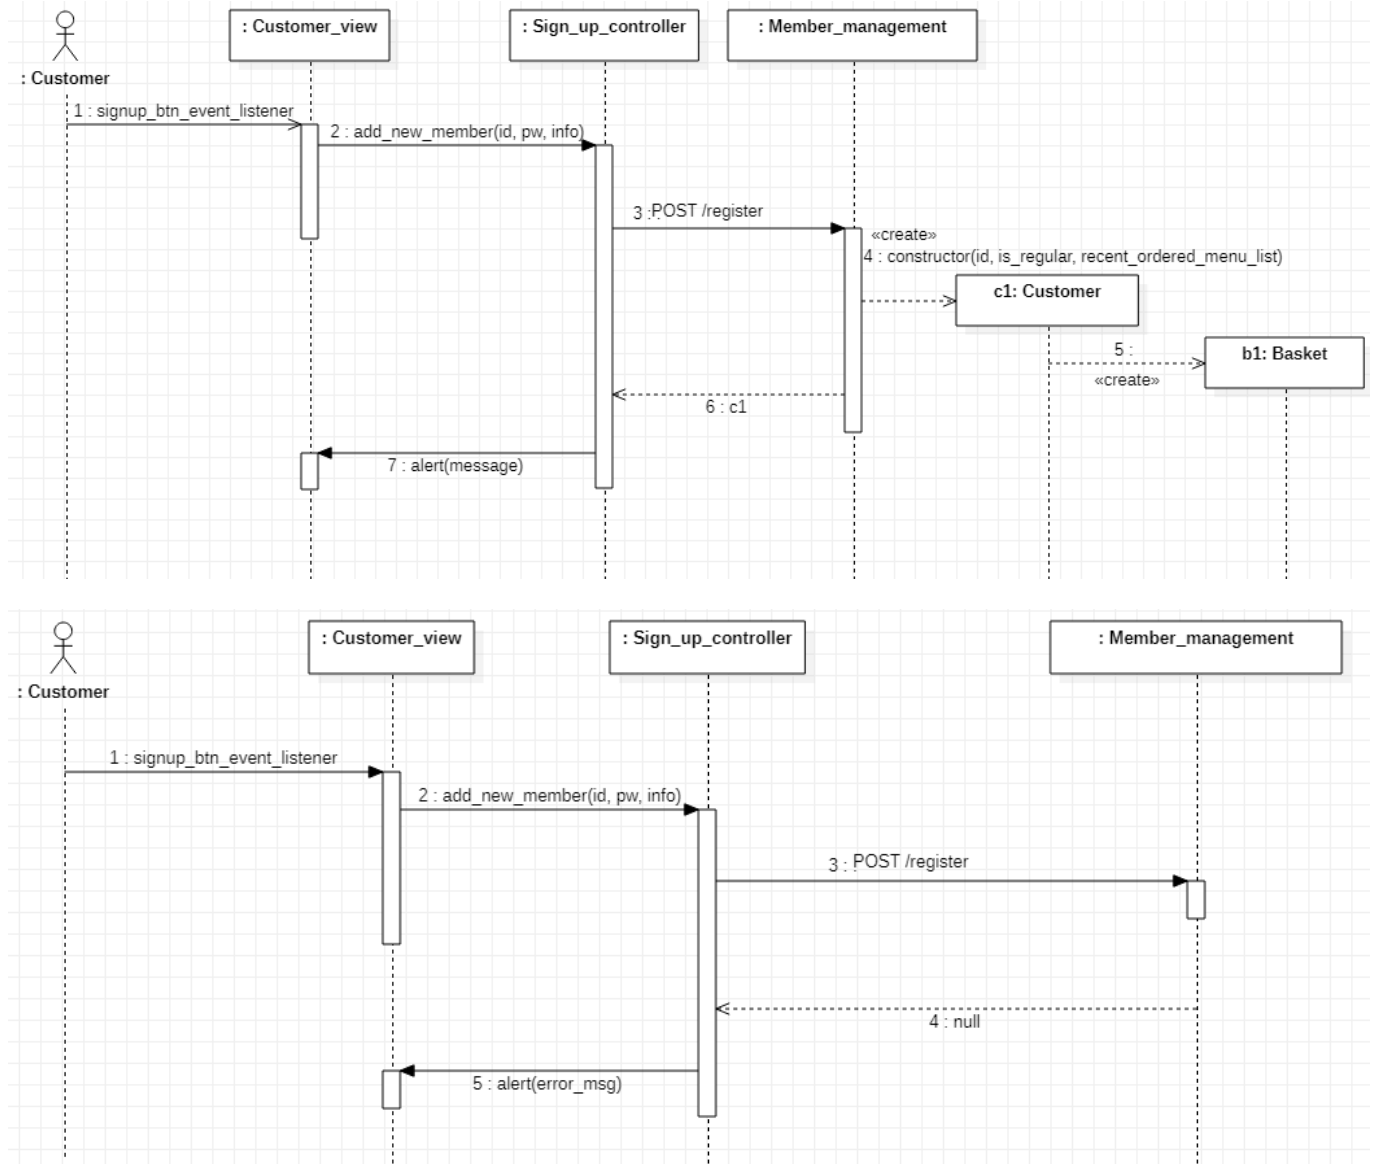 : Customer_view
: Sign_up_controller
: Member_management
: Customer
1 : signup_btn_event_listener
2 : add_new_member(id, pw, info)
3 : POST /register
«create»
4 : constructor(id, is_regular, recent_ordered_menu_list)
c1: Customer
5 :
«create»
b1: Basket
6 : c1
7 : alert(message)
: Customer_view
: Sign_up_controller
: Member_management
: Customer
1 : signup_btn_event_listener
2 : add_new_member(id, pw, info)
3 : POST /register
4 : null
5 : alert(error_msg)